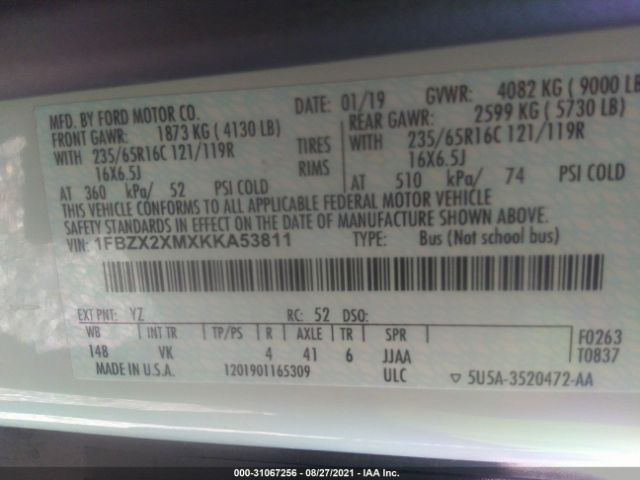 MFD. BY FORD MOTOR CO.
DATE: 01/19 GVWR: 4082 KG ( 9000 LB
FRONT GAWR: 1873 KG ( 4130 LB) REAR GAWR: 2599 KG ( 5730 LB)
WITH 235/65R16C 121/119R TIRES WITH 235/65R16C 121/119R
16X6.5J RIMS 16X6.5J
AT 360 kPa/ 52 PSI COLD AT 510 kPa/ 74 PSI COLD
THIS VEHICLE CONFORMS TO ALL APPLICABLE FEDERAL MOTOR VEHICLE
SAFETY STANDARDS IN EFFECT ON THE DATE OF MANUFACTURE SHOWN ABOVE.
VIN: 1FBZX2XMXKKA53811 TYPE: Bus (Not school bus)
EXT PNT: YZ RC: 52 DSO:
WB INT TR TP/PS R AXLE TR SPR F0263
148 VK 4 41 6 JJAA T0837
MADE IN U.S.A. 1201901165309 ULC ▽ 5U5A-3520472-AA
000-31067256 - 08/27/2021 - IAA Inc.